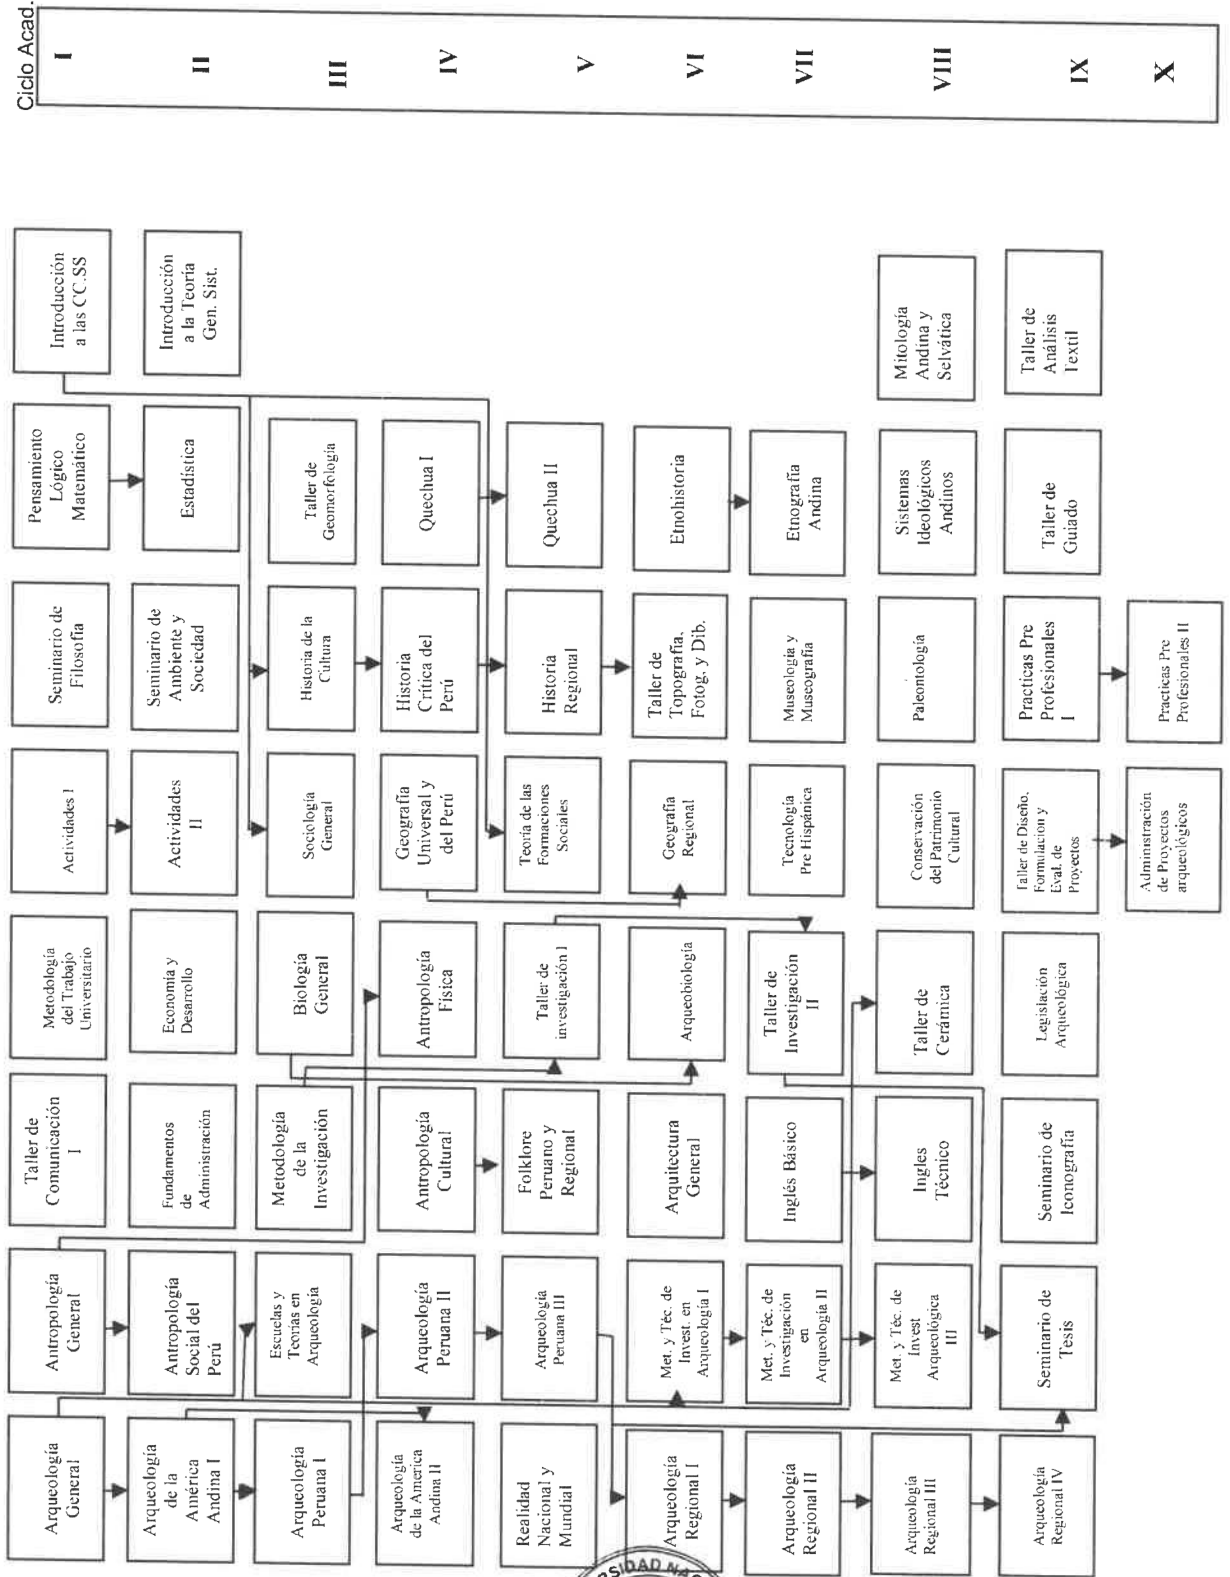 Ciclo Acad.
I
II
III
IV
V
VI
VII
VIII
IX
X
Introducción
a las CC.SS
Pensamiento
Lógico
Matemático
Seminario de
Filosofía
Actividades I
Metodología
del Trabajo
Universitario
Taller de
Comunicación
I
Antropología
General
Arqueología
General
Introducción
a la Teoría
Gen. Sist.
Estadística
Seminario de
Ambiente y
Sociedad
Actividades
II
Economía y
Desarrollo
Fundamentos
de
Administración
Antropología
Social del
Perú
Arqueología
de la
América
Andina I
Taller de
Geomorfología
Historia de la
Cultura
Sociología
General
Biología
General
Metodología
de la
Investigación
Escuelas y
Teorías en
Arqueología
Arqueología
Peruana I
Quechua I
Historia
Crítica del
Perú
Geografía
Universal y
del Perú
Antropología
Física
Antropología
Cultural
Arqueología
Peruana II
Arqueología
de la America
Andina II
Quechua II
Historia
Regional
Teoría de las
Formaciones
Sociales
Taller de
investigación I
Folklore
Peruano y
Regional
Arqueología
Peruana III
Realidad
Nacional y
Mundial
Etnohistoria
Taller de
Topografía.
Fotog. y Dib.
Geografía
Regional
Arqueobiología
Arquitectura
General
Met. y Téc. de
Invest. en
Arqueología I
Arqueología
Regional I
Etnografía
Andina
Museología y
Museografía
Tecnología
Pre Hispánica
Taller de
Investigación
II
Inglés Básico
Met. y Téc. de
Investigación
en
Arqueología II
Arqueología
Regional II
Mitología
Andina y
Selvática
Sistemas
Ideológicos
Andinos
Paleontología
Conservación
del Patrimonio
Cultural
Taller de
Cerámica
Ingles
Técnico
Met. y Téc. de
Invest
Arqueológica
III
Arqueología
Regional III
Taller de
Análisis
Textil
Taller de
Guiado
Practicas Pre
Profesionales
I
Taller de Diseño.
Formulacion y
Eval. de
Proyectos
Legislación
Arqueológica
Seminario de
Iconografía
Seminario de
Tesis
Arqueología
Regional IV
Practicas Pre
Profesionales II
Administración
de Proyectos
arqueológicos